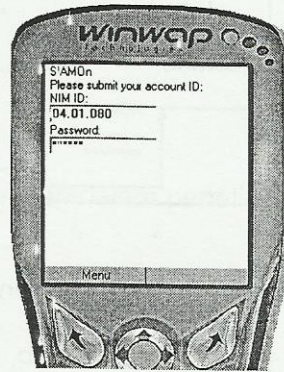 winwap
technologies
S'AMOn
Please submit your account ID:
NIM ID:
04.01.080
Password:
*******
Menu